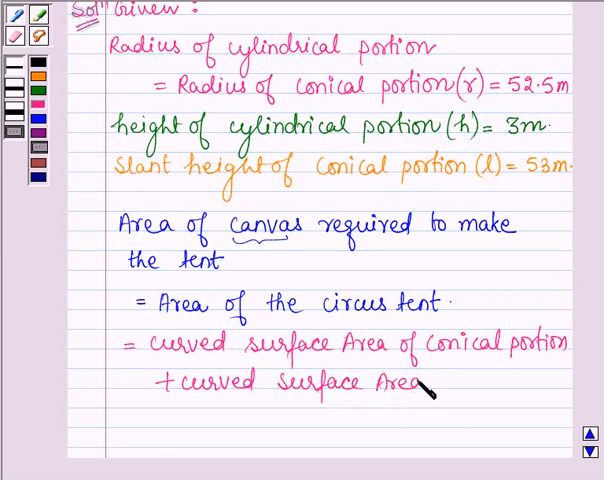 Solⁿ Given :
Radius of cylindrical portion
= Radius of conical portion (r) = 52.5m
height of cylindrical portion (h) = 3m.
Slant height of conical portion (l) = 53m.
Area of canvas required to make
the tent
= Area of the circus tent.
= curved surface Area of conical portion
+ curved surface Area